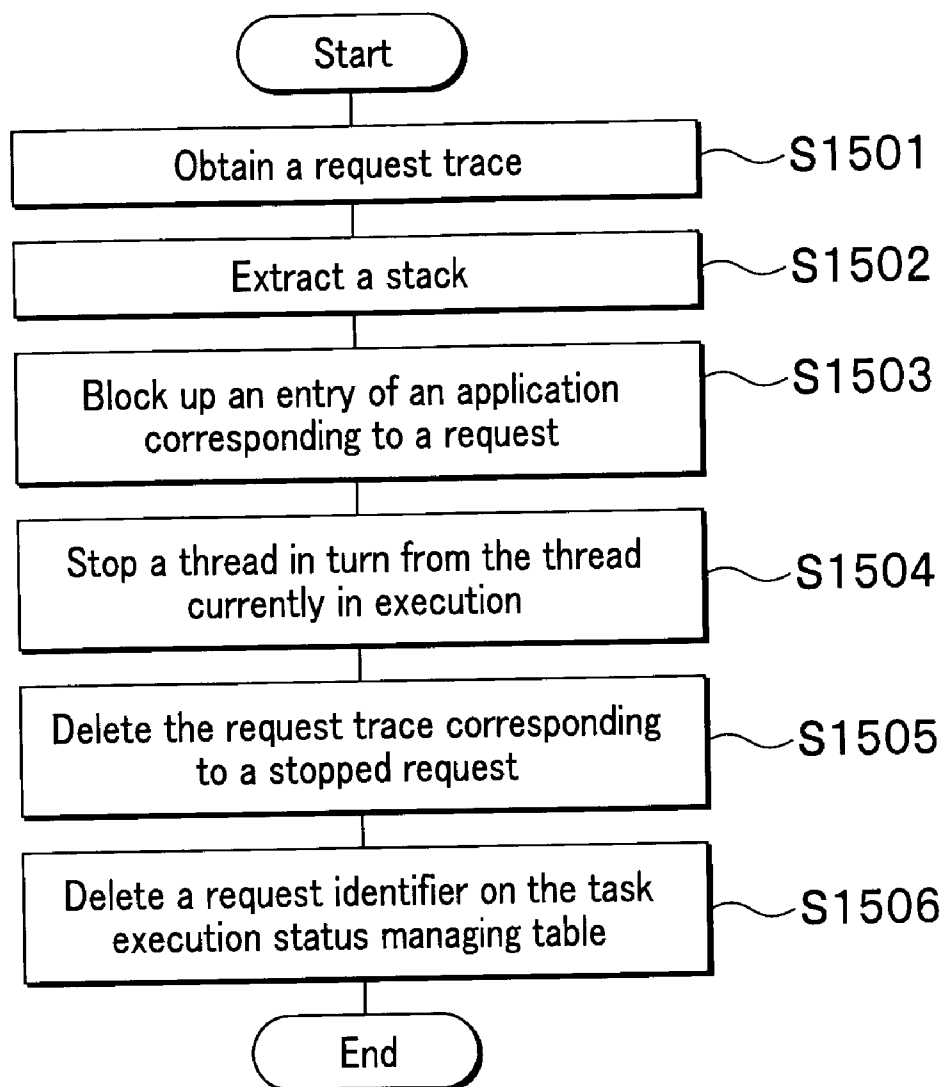 Start
Obtain a request trace
S1501
Extract a stack
S1502
Block up an entry of an application
corresponding to a request
S1503
Stop a thread in turn from the thread
currently in execution
S1504
Delete the request trace corresponding
to a stopped request
S1505
Delete a request identifier on the task
execution status managing table
S1506
End